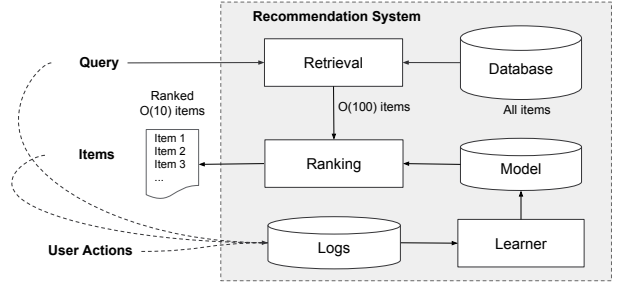 Recommendation System
Query
Retrieval
Database
All items
Ranked
O(10) items
O(100) items
Item 1
Item 2
Item 3
...
Items
Ranking
Model
User Actions
Logs
Learner